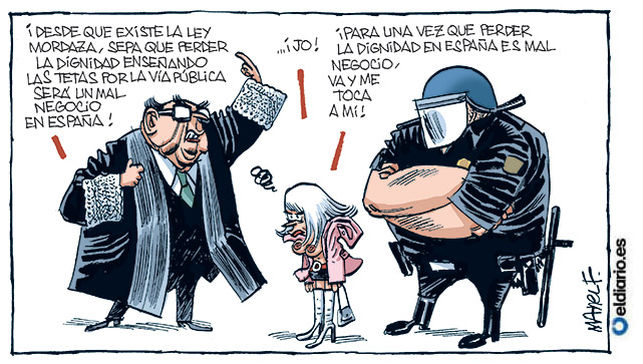 ¡DESDE QUE EXISTE LA LEY
MORDAZA, SEPA QUE PERDER
LA DIGNIDAD ENSEÑANDO
LAS TETAS POR LA VÍA PÚBLICA
SERÁ UN MAL
NEGOCIO
EN ESPAÑA!
...¡JO!
¡PARA UNA VEZ QUE PERDER
LA DIGNIDAD EN ESPAÑA ES MAL
NEGOCIO,
VA Y ME
TOCA
A MÍ!
MANEL F.
eldiario.es